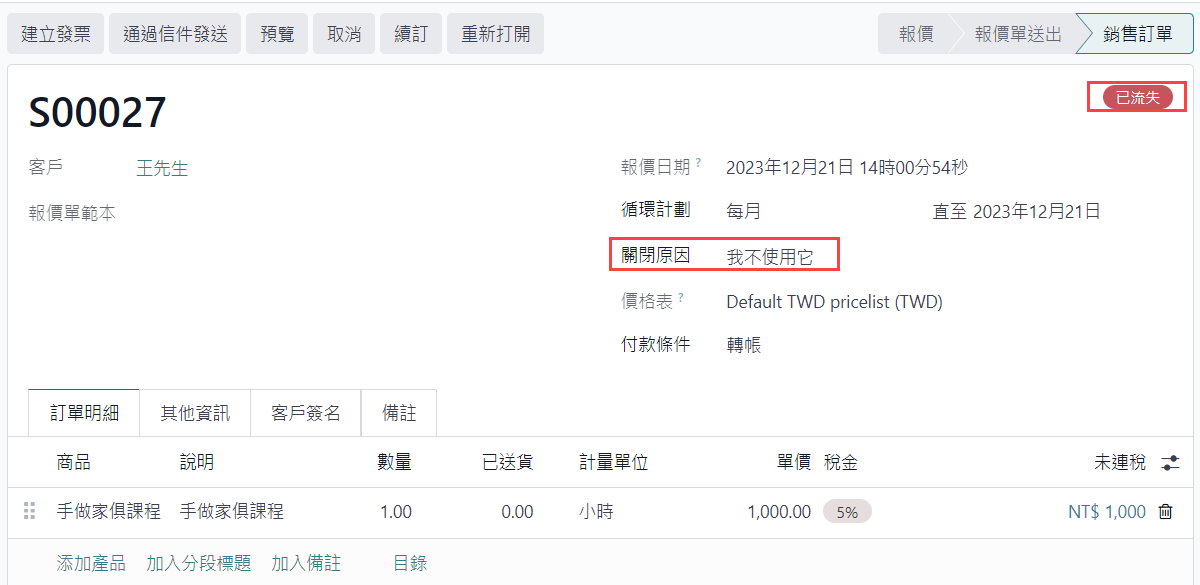 建立發票 通過信件發送 預覽 取消 續訂 重新打開 報價 報價單送出 銷售訂單
已流失
S00027
客戶 王先生 報價日期 ? 2023年12月21日 14時00分54秒
報價單範本 循環計劃 每月 直至 2023年12月21日
關閉原因 我不使用它
價格表 ? Default TWD pricelist (TWD)
付款條件 轉帳
訂單明細 其他資訊 客戶簽名 備註
商品 說明 數量 已送貨 計量單位 單價 稅金 未連稅
手做家俱課程 手做家俱課程 1.00 0.00 小時 1,000.00 5% NT$ 1,000
添加產品 加入分段標題 加入備註 目錄